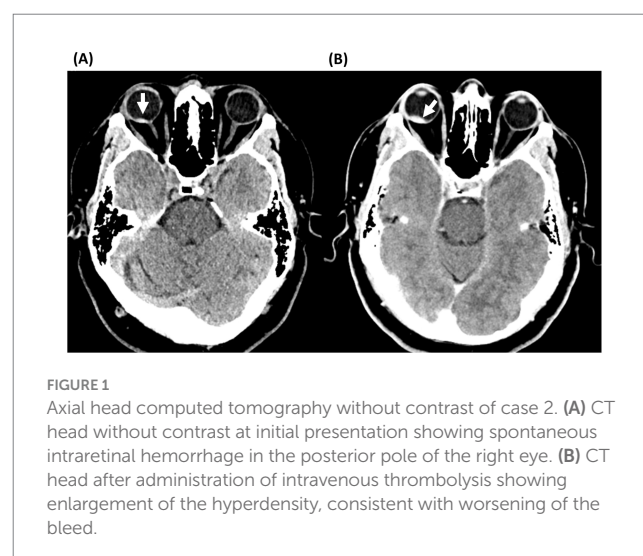 (A)
(B)
FIGURE 1
Axial head computed tomography without contrast of case 2. (A) CT
head without contrast at initial presentation showing spontaneous
intraretinal hemorrhage in the posterior pole of the right eye. (B) CT
head after administration of intravenous thrombolysis showing
enlargement of the hyperdensity, consistent with worsening of the
bleed.